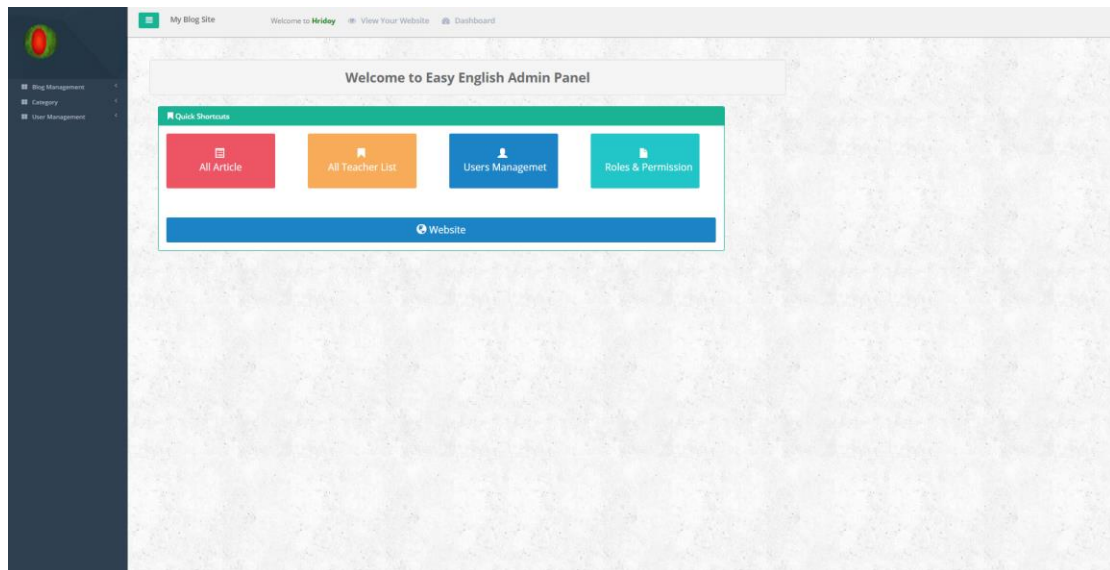 My Blog Site
Welcome to Hridoy View Your Website Dashboard
Blog Management
Category
User Management
Welcome to Easy English Admin Panel
Quick Shortcuts
All Article
All Teacher List
Users Managemet
Roles & Permission
Website